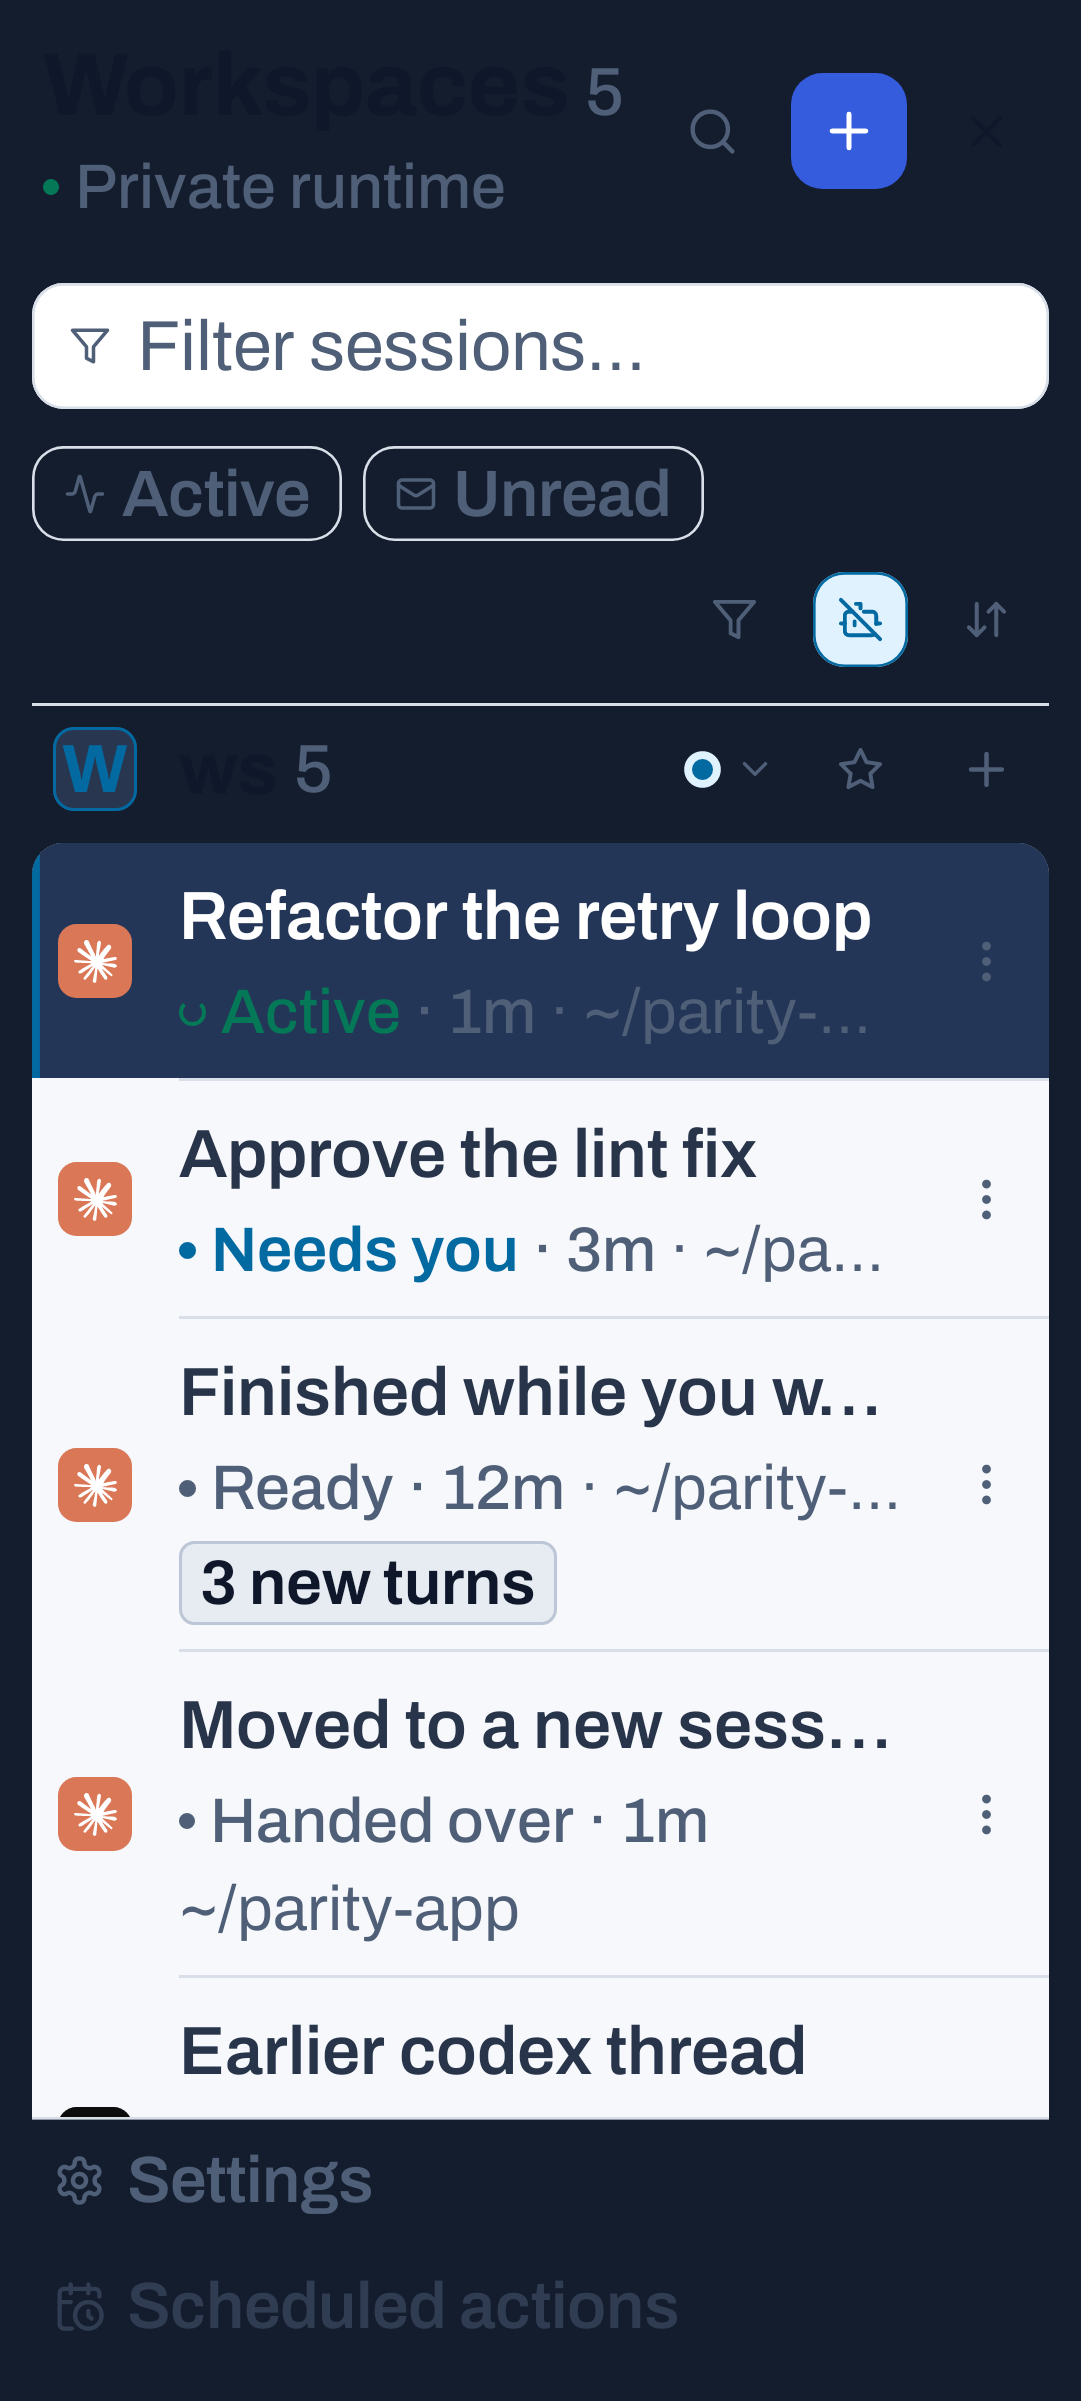 Workspaces 5
• Private runtime
Filter sessions...
Active
Unread
W ws 5
Refactor the retry loop
Active · 1m · ~/parity-...
Approve the lint fix
• Needs you · 3m · ~/pa...
Finished while you w...
• Ready · 12m · ~/parity-...
3 new turns
Moved to a new sess...
• Handed over · 1m
~/parity-app
Earlier codex thread
Settings
Scheduled actions